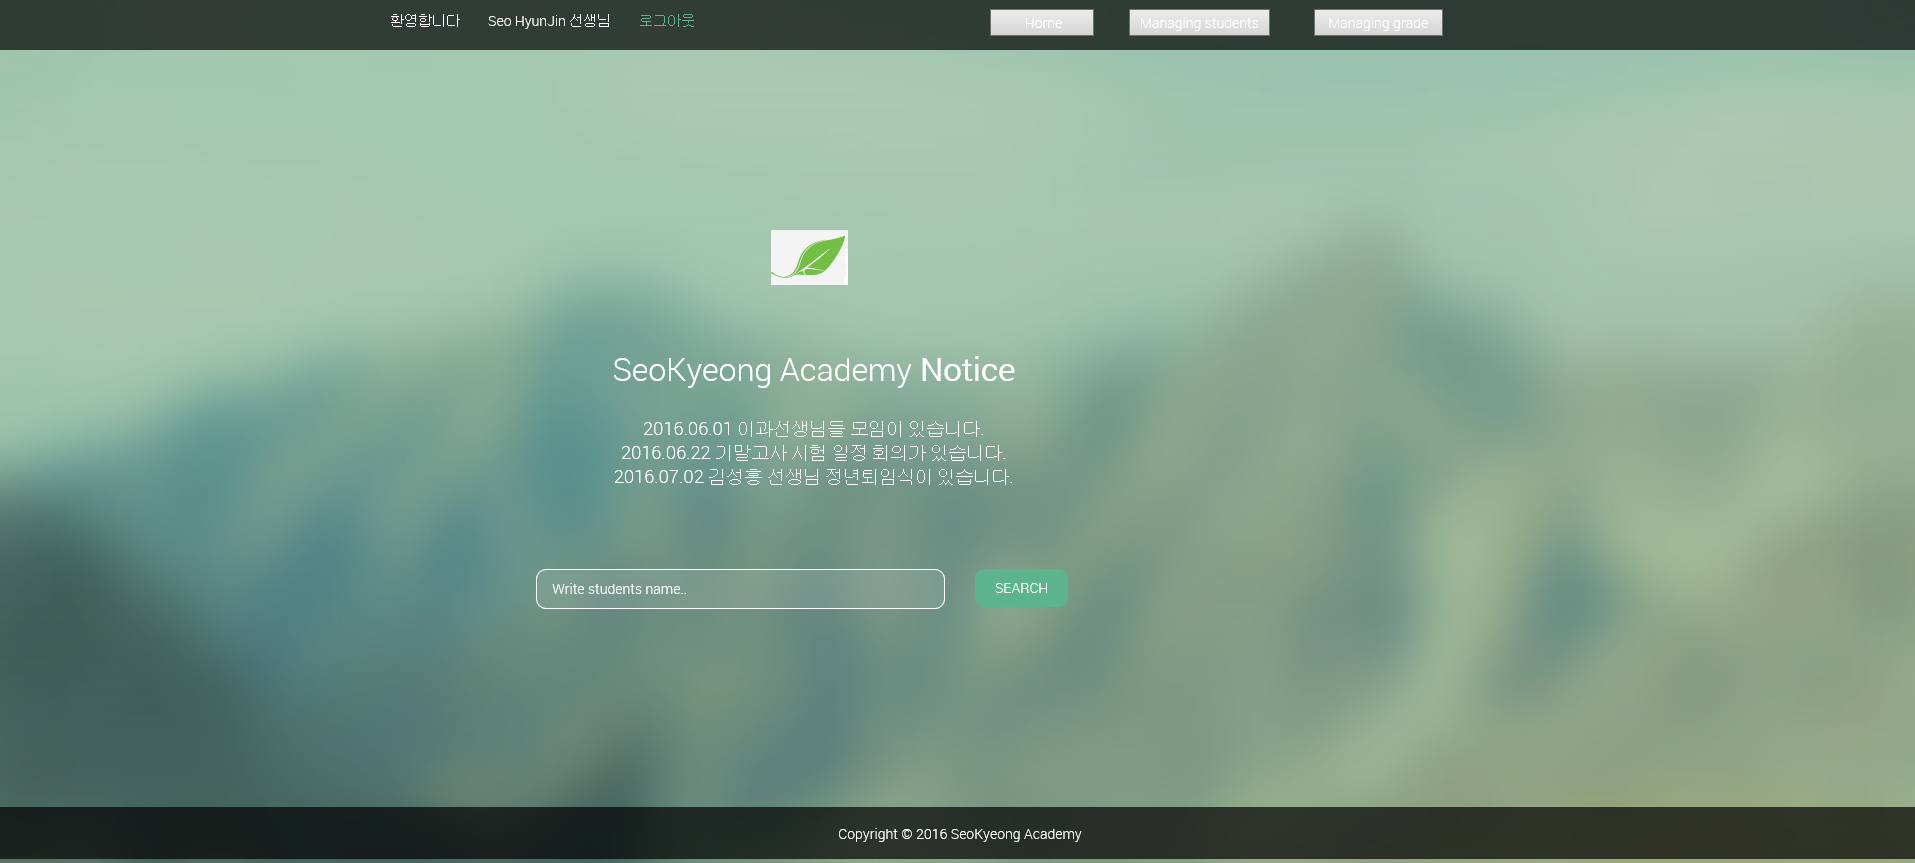 환영합니다 Seo HyunJin 선생님 로그아웃 Home Managing students Managing grade
SeoKyeong Academy Notice
2016.06.01 이과선생님들 모임이 있습니다.
2016.06.22 기말고사 시험 일정 회의가 있습니다.
2016.07.02 김성홍 선생님 정년퇴임식이 있습니다.
Write students name.. SEARCH
Copyright © 2016 SeoKyeong Academy